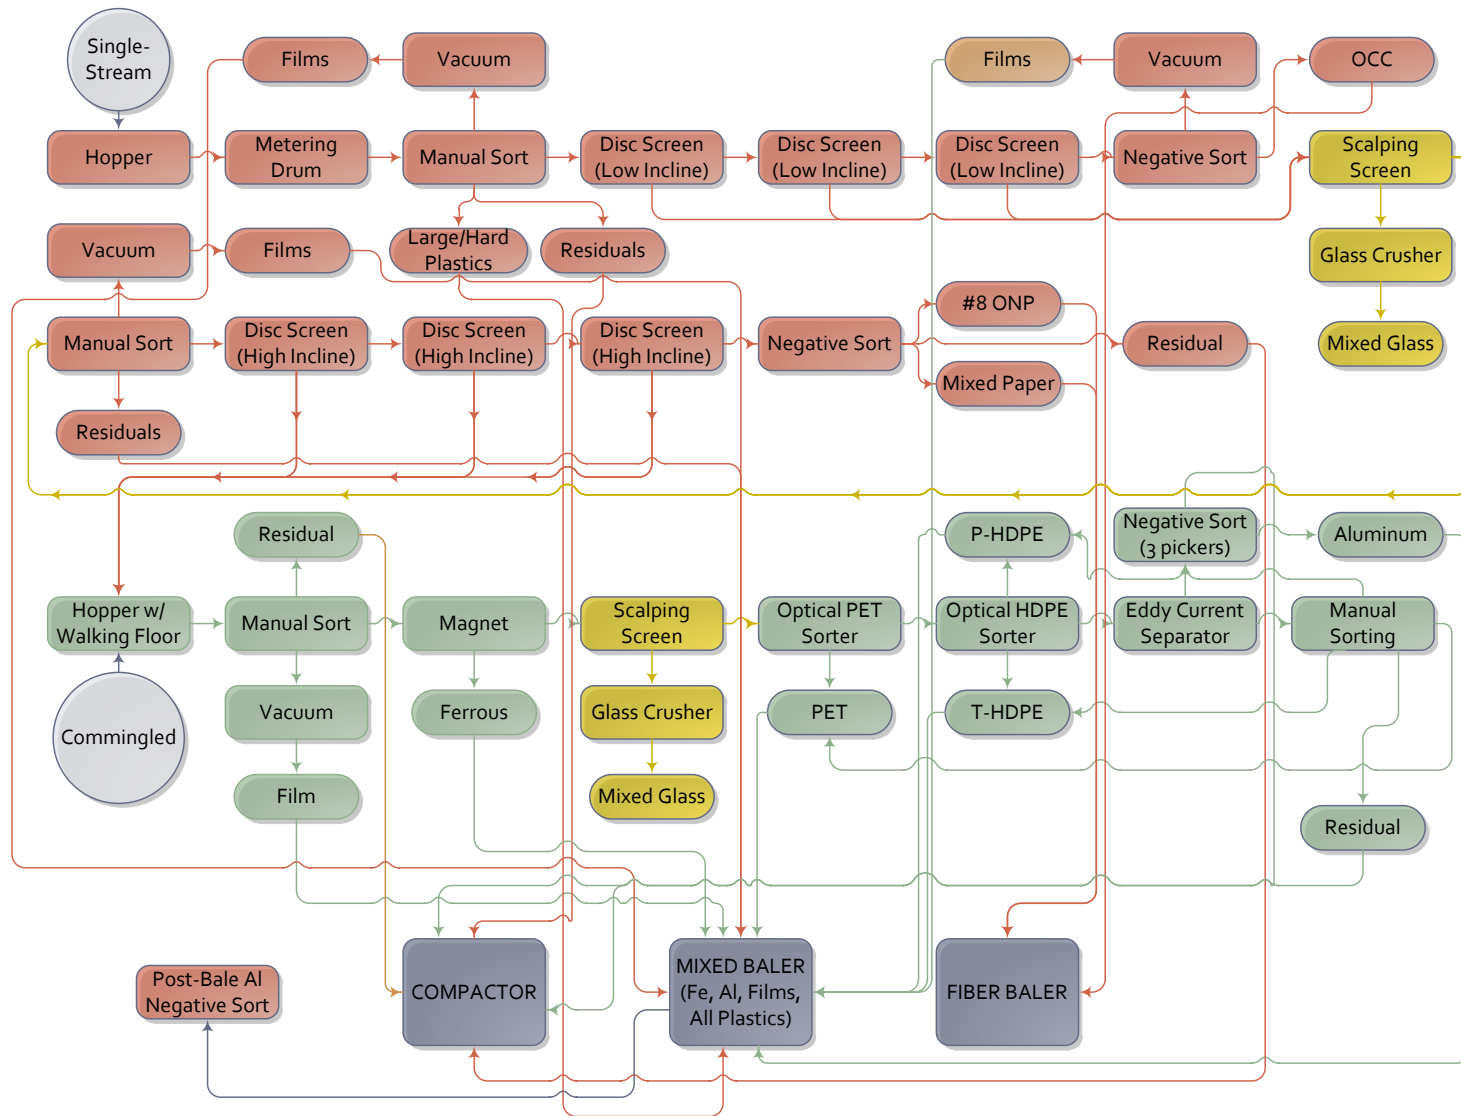 Single-
Stream
Films
Vacuum
Films
Vacuum
OCC
Hopper
Metering
Drum
Manual Sort
Disc Screen
(Low Incline)
Disc Screen
(Low Incline)
Disc Screen
(Low Incline)
Negative Sort
Scalping
Screen
Vacuum
Films
Large/Hard
Plastics
Residuals
Glass Crusher
#8 ONP
Manual Sort
Disc Screen
(High Incline)
Disc Screen
(High Incline)
Disc Screen
(High Incline)
Negative Sort
Residual
Mixed Glass
Mixed Paper
Residuals
Residual
P-HDPE
Negative Sort
(3 pickers)
Aluminum
Hopper w/
Walking Floor
Manual Sort
Magnet
Scalping
Screen
Optical PET
Sorter
Optical HDPE
Sorter
Eddy Current
Separator
Manual
Sorting
Commingled
Vacuum
Ferrous
Glass Crusher
PET
T-HDPE
Film
Mixed Glass
Residual
Post-Bale Al
Negative Sort
COMPACTOR
MIXED BALER
(Fe, Al, Films,
All Plastics)
FIBER BALER